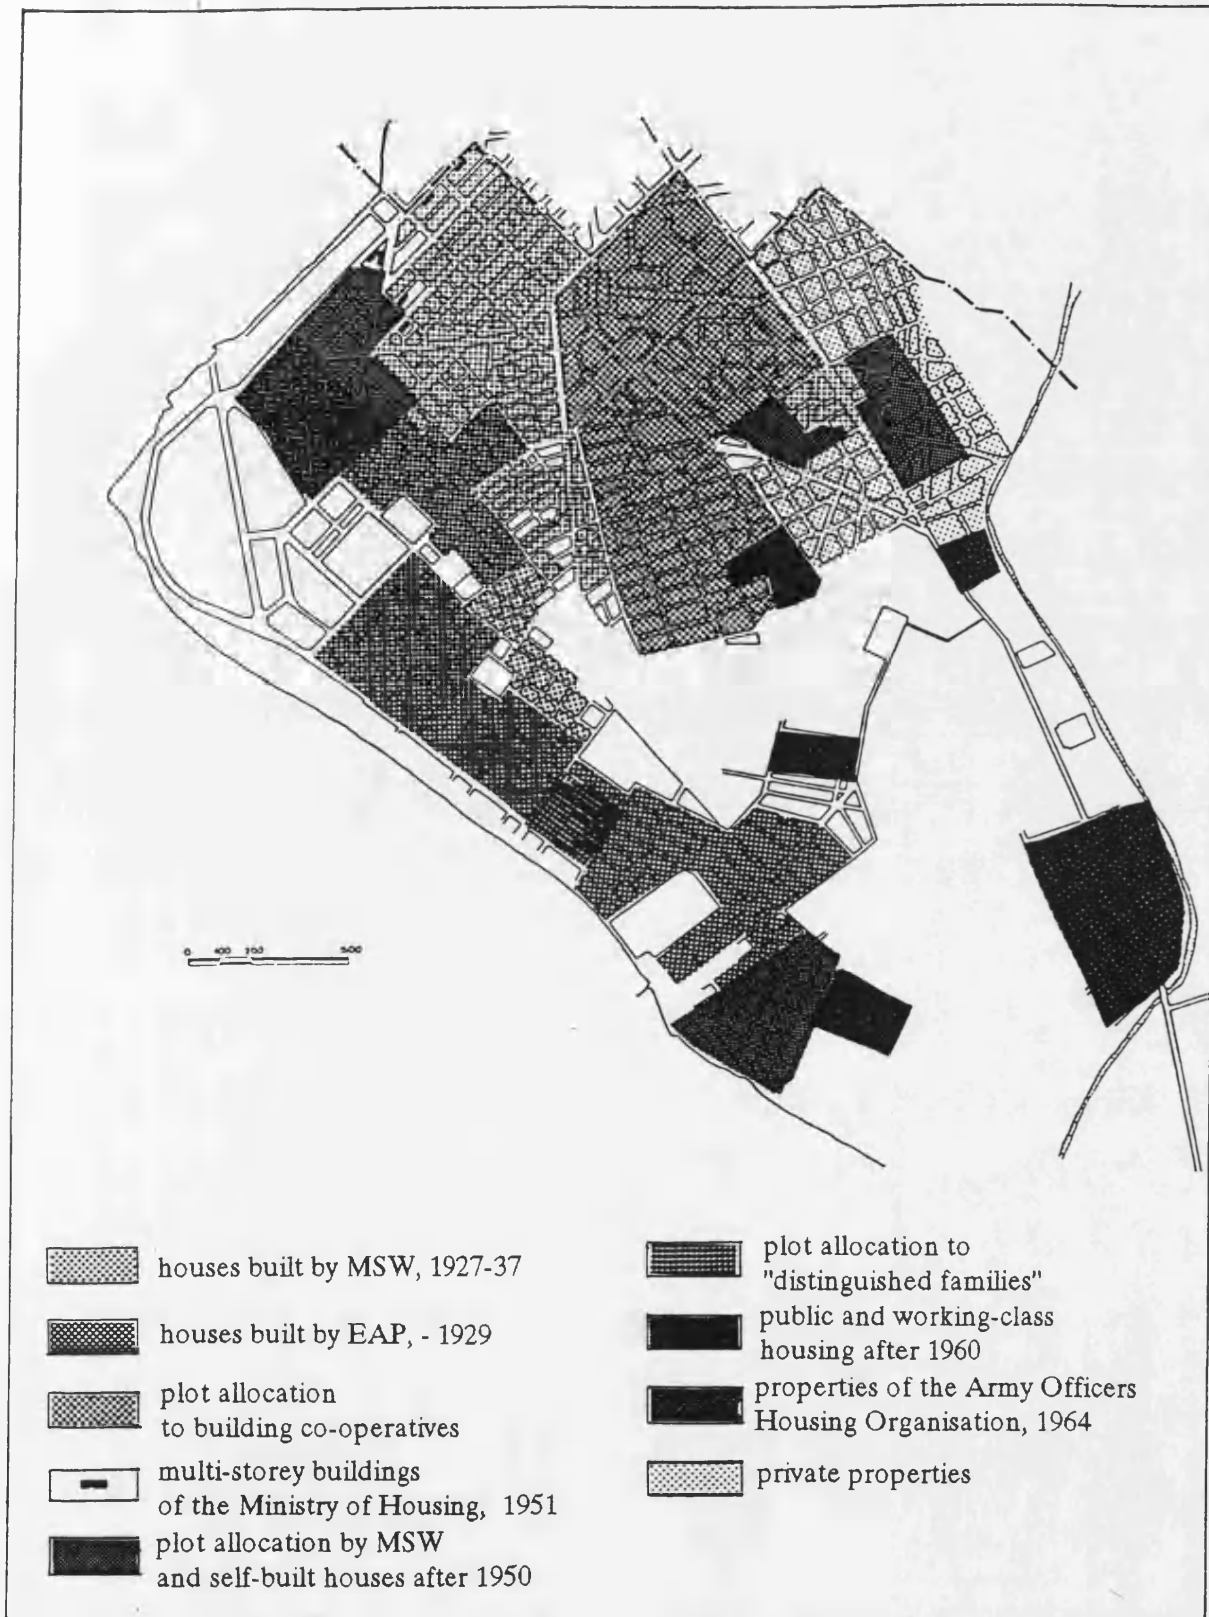 0 100 500
houses built by MSW, 1927-37
houses built by EAP, - 1929
plot allocation
to building co-operatives
multi-storey buildings
of the Ministry of Housing, 1951
plot allocation by MSW
and self-built houses after 1950
plot allocation to
"distinguished families"
public and working-class
housing after 1960
properties of the Army Officers
Housing Organisation, 1964
private properties